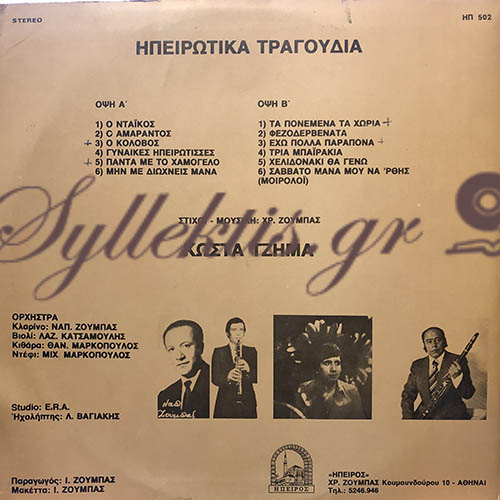 STEREO
ΗΠ 502
ΗΠΕΙΡΩΤΙΚΑ ΤΡΑΓΟΥΔΙΑ
ΟΨΗ Α΄
1) Ο ΝΤΑΪΚΟΣ
2) Ο ΑΜΑΡΑΝΤΟΣ
+ 3) Ο ΚΟΛΟΒΟΣ
4) ΓΥΝΑΙΚΕΣ ΗΠΕΙΡΩΤΙΣΣΕΣ
+ 5) ΠΑΝΤΑ ΜΕ ΤΟ ΧΑΜΟΓΕΛΟ
6) ΜΗΝ ΜΕ ΔΙΩΧΝΕΙΣ ΜΑΝΑ
ΟΨΗ Β΄
1) ΤΑ ΠΟΝΕΜΕΝΑ ΤΑ ΧΩΡΙΑ +
2) ΦΕΖΟΔΕΡΒΕΝΑΤΑ
3) ΕΧΩ ΠΟΛΛΑ ΠΑΡΑΠΟΝΑ +
4) ΤΡΙΑ ΜΠΑΪΡΑΚΙΑ
5) ΧΕΛΙΔΟΝΑΚΙ ΘΑ ΓΕΝΩ
6) ΣΑΒΒΑΤΟ ΜΑΝΑ ΜΟΥ ΝΑ ΄ΡΘΗΣ
(ΜΟΙΡΟΛΟΪ)
ΣΤΙΧΟΙ - ΜΟΥΣΙΚΗ: ΧΡ. ΖΟΥΜΠΑΣ
Syllektis.gr
ΚΩΣΤΑ ΤΖΗΜΑ
ΟΡΧΗΣΤΡΑ
Κλαρίνο: ΝΑΠ. ΖΟΥΜΠΑΣ
Βιολί: ΛΑΖ. ΚΑΤΣΑΜΟΥΛΗΣ
Κιθάρα: ΘΑΝ. ΜΑΡΚΟΠΟΥΛΟΣ
Ντέφι: ΜΙΧ. ΜΑΡΚΟΠΟΥΛΟΣ
Ναπ.
Ζούμπας
Studio: E.R.A.
Ήχολήπτης: Λ. ΒΑΓΙΑΚΗΣ
Παραγωγός: Ι. ΖΟΥΜΠΑΣ
Μακέττα: Ι. ΖΟΥΜΠΑΣ
ΗΠΕΙΡΟΣ
«ΗΠΕΙΡΟΣ»
ΧΡ. ΖΟΥΜΠΑΣ Κουμουνδούρου 10 - ΑΘΗΝΑΙ
Τηλ.: 5246.946